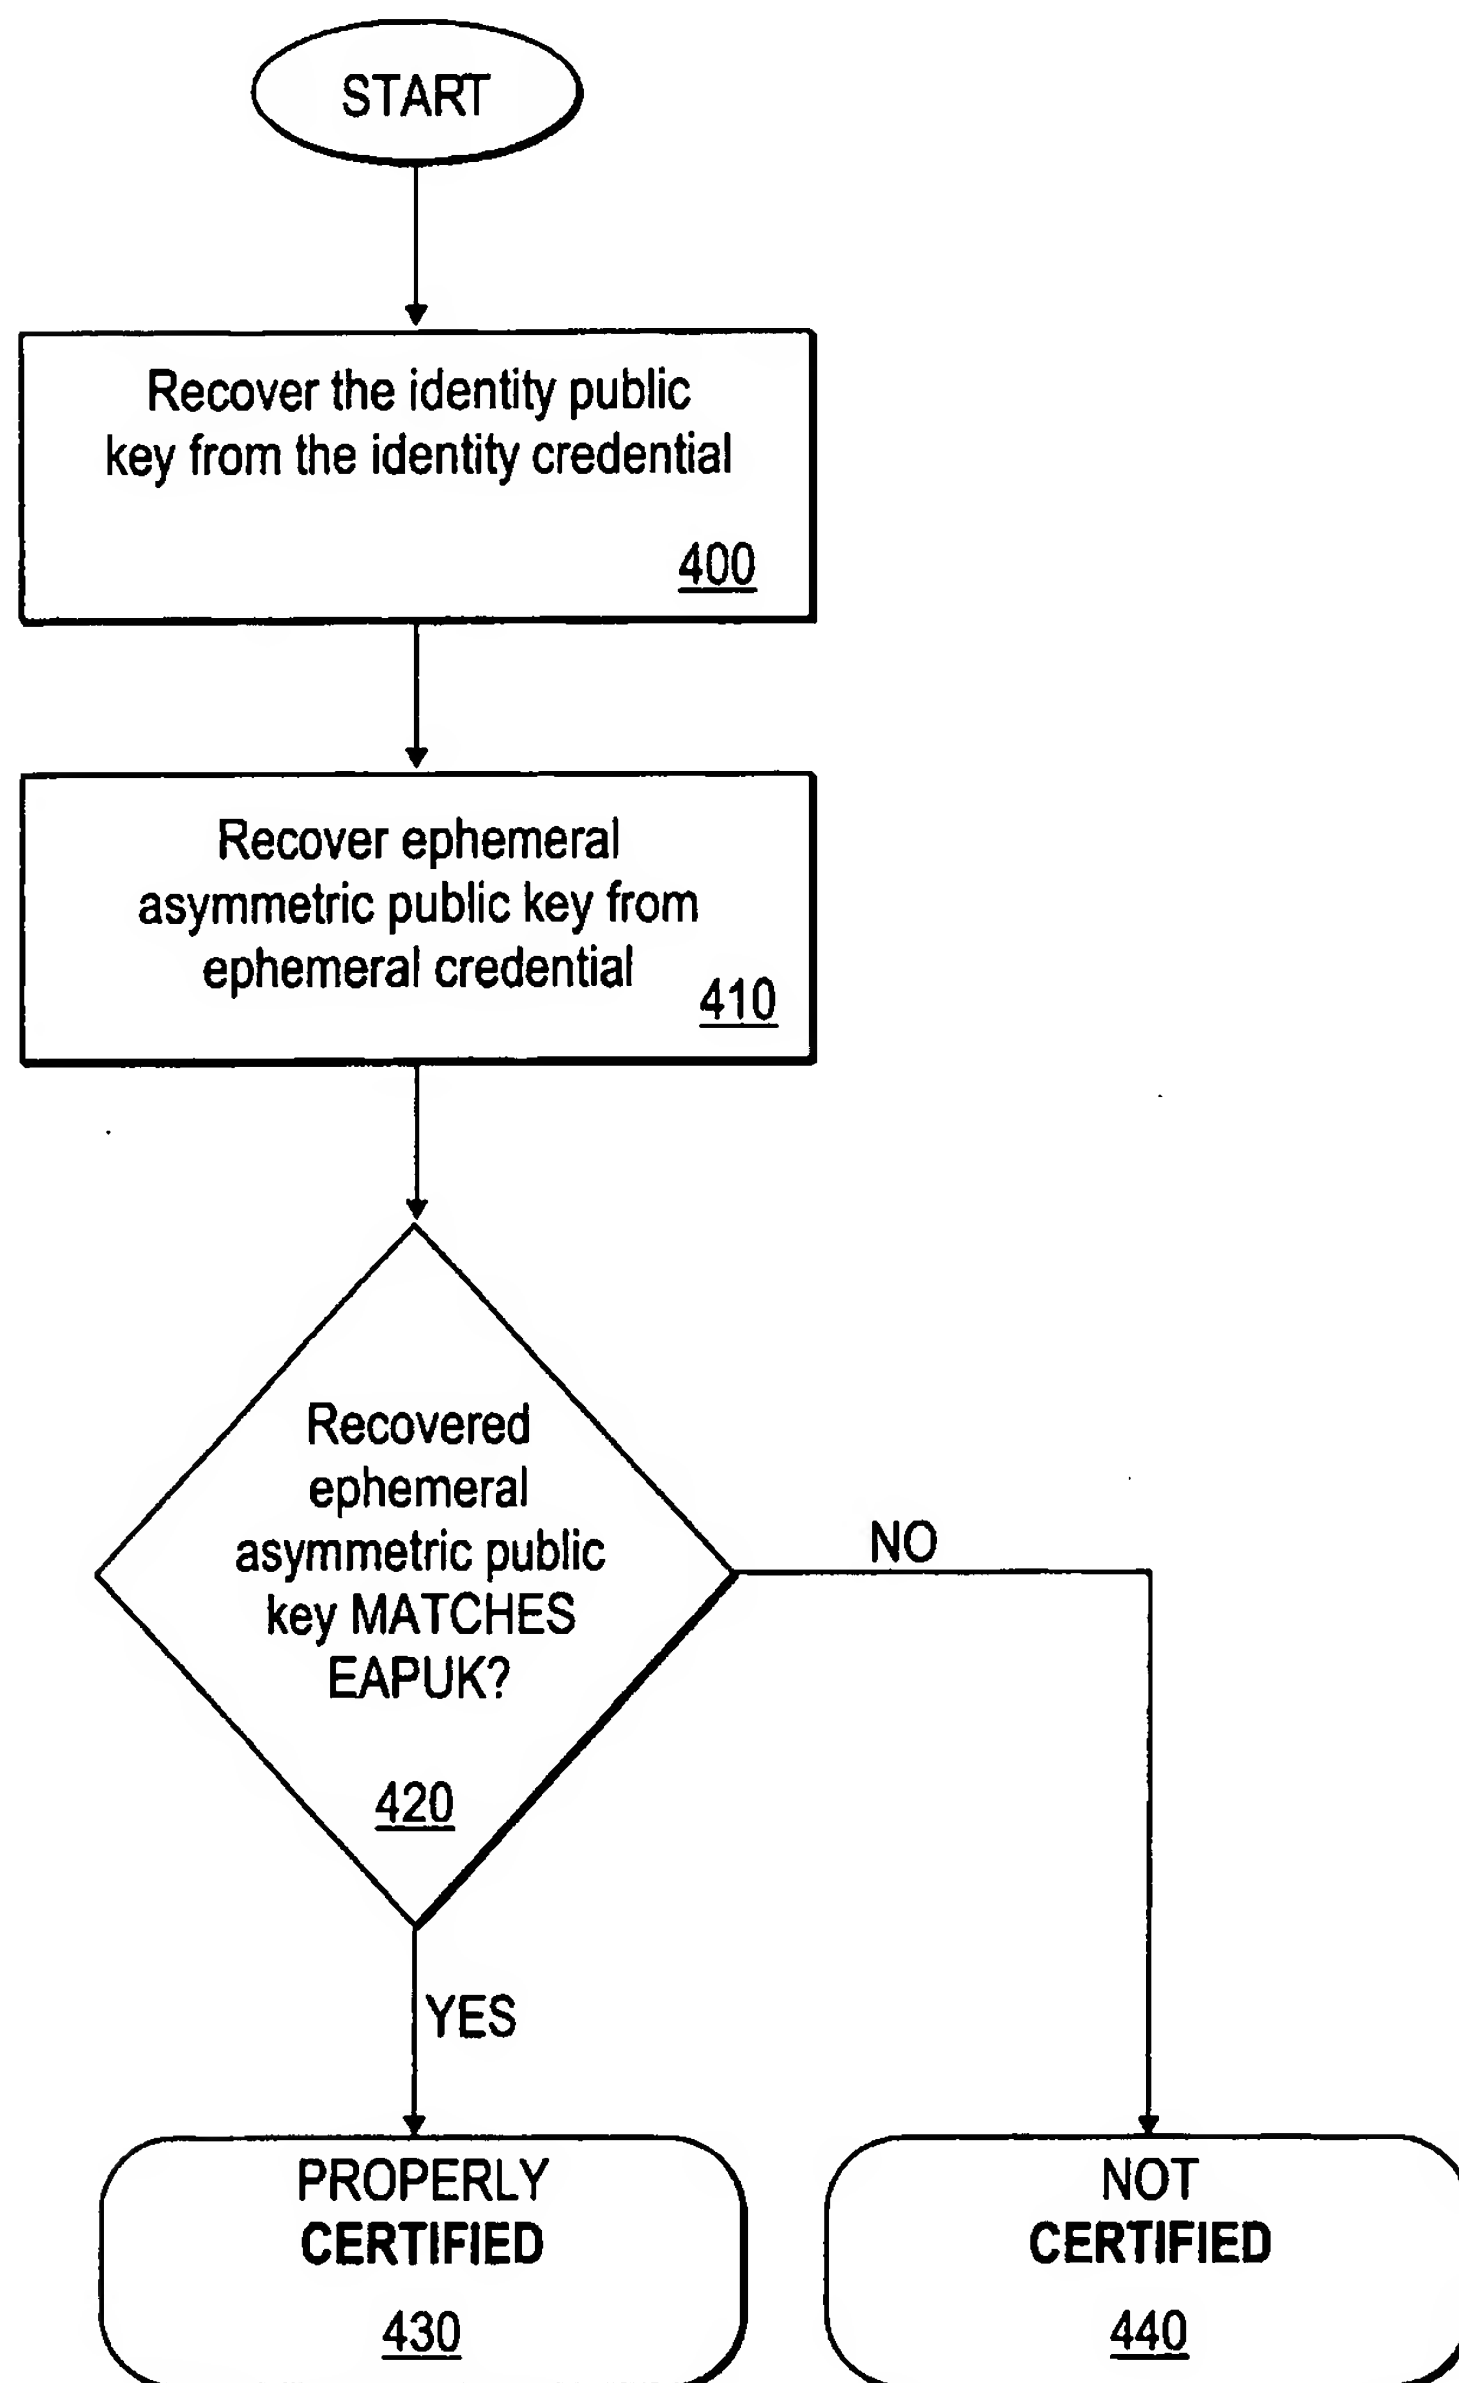 START
Recover the identity public
key from the identity credential
400
Recover ephemeral
asymmetric public key from
ephemeral credential
410
Recovered
ephemeral
asymmetric public
key MATCHES
EAPUK?
420
NO
YES
PROPERLY
CERTIFIED
430
NOT
CERTIFIED
440